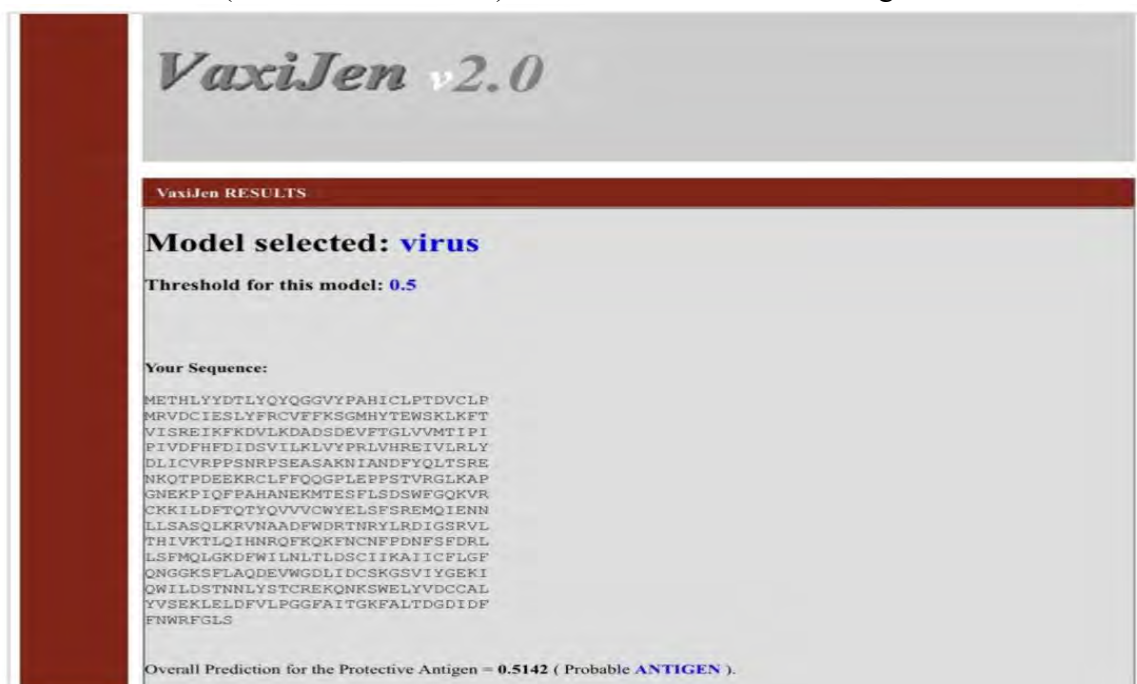 VaxiJen v2.0
VaxiJen RESULTS
Model selected: virus
Threshold for this model: 0.5
Your Sequence:
METHLYYDTLYQYQGGVYPAHICLPTDVCLP
MRVDCIESLYFRCVFFKSGMHYTEWSKLKFT
VISREIKFKDVLKDADSDEVFTGLVVMTIPI
PIVDFHFDIDSVILKLVYPRLVHREIVLRLY
DLICVRPPSNRPSEASAKNIANDFYQLTSRE
NKQTPDEEKRCLFFQQGPLEPPSTVRGLKAP
GNEKPIQFPAHANEKMTESFLSDSWFGQKVR
CKKILDFTQTYQVVVCWYELSFSREMQIENN
LLSASQLKRVNAADFWDRTNRYLRDIGSRVL
THIVKTLQIHNRQFKQKFNCNFPDNFSFDRL
LSFMQLGKDFWILNLTLDSCIIKAIICFLGF
QNGGKSFLAQDEVWGDLIDCSKGSVIYGEKI
QWILDSTNNLYSTCREKQNKSWELYVDCCAL
YVSEKLELDFVLPGGFAITGKFALTDGDIDF
FNWRFGLS
Overall Prediction for the Protective Antigen = 0.5142 ( Probable ANTIGEN ).